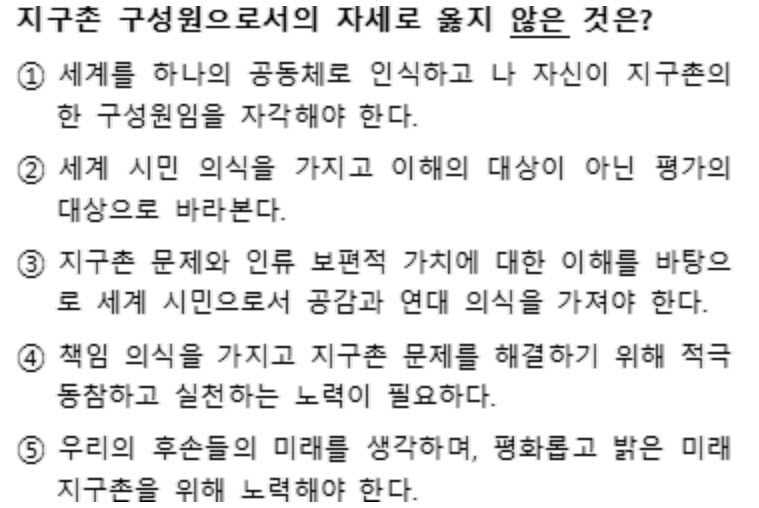 지구촌 구성원으로서의 자세로 옳지 않은 것은?
① 세계를 하나의 공동체로 인식하고 나 자신이 지구촌의
한 구성원임을 자각해야 한다.
② 세계 시민 의식을 가지고 이해의 대상이 아닌 평가의
대상으로 바라본다.
③ 지구촌 문제와 인류 보편적 가치에 대한 이해를 바탕으
로 세계 시민으로서 공감과 연대 의식을 가져야 한다.
④ 책임 의식을 가지고 지구촌 문제를 해결하기 위해 적극
동참하고 실천하는 노력이 필요하다.
⑤ 우리의 후손들의 미래를 생각하며, 평화롭고 밝은 미래
지구촌을 위해 노력해야 한다.